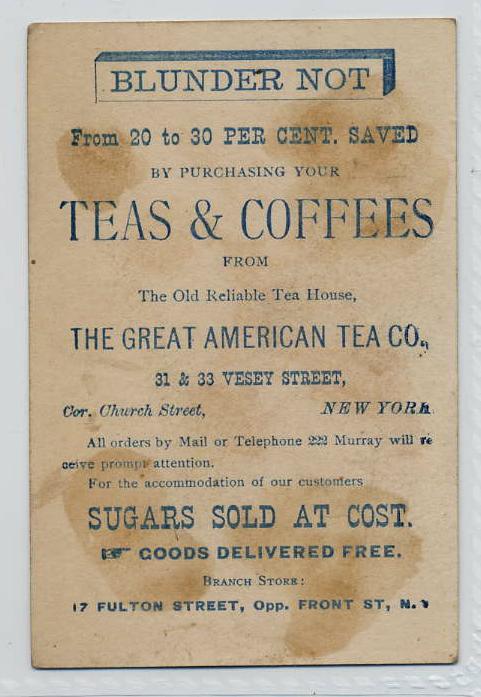 BLUNDER NOT
From 20 to 30 PER CENT. SAVED
BY PURCHASING YOUR
TEAS & COFFEES
FROM
The Old Reliable Tea House,
THE GREAT AMERICAN TEA CO.,
31 & 33 VESEY STREET,
Cor. Church Street, NEW YORK.
All orders by Mail or Telephone 222 Murray will re
ceive prompt attention.
For the accommodation of our customers
SUGARS SOLD AT COST.
☞ GOODS DELIVERED FREE.
BRANCH STORE:
17 FULTON STREET, Opp. FRONT ST, N. Y